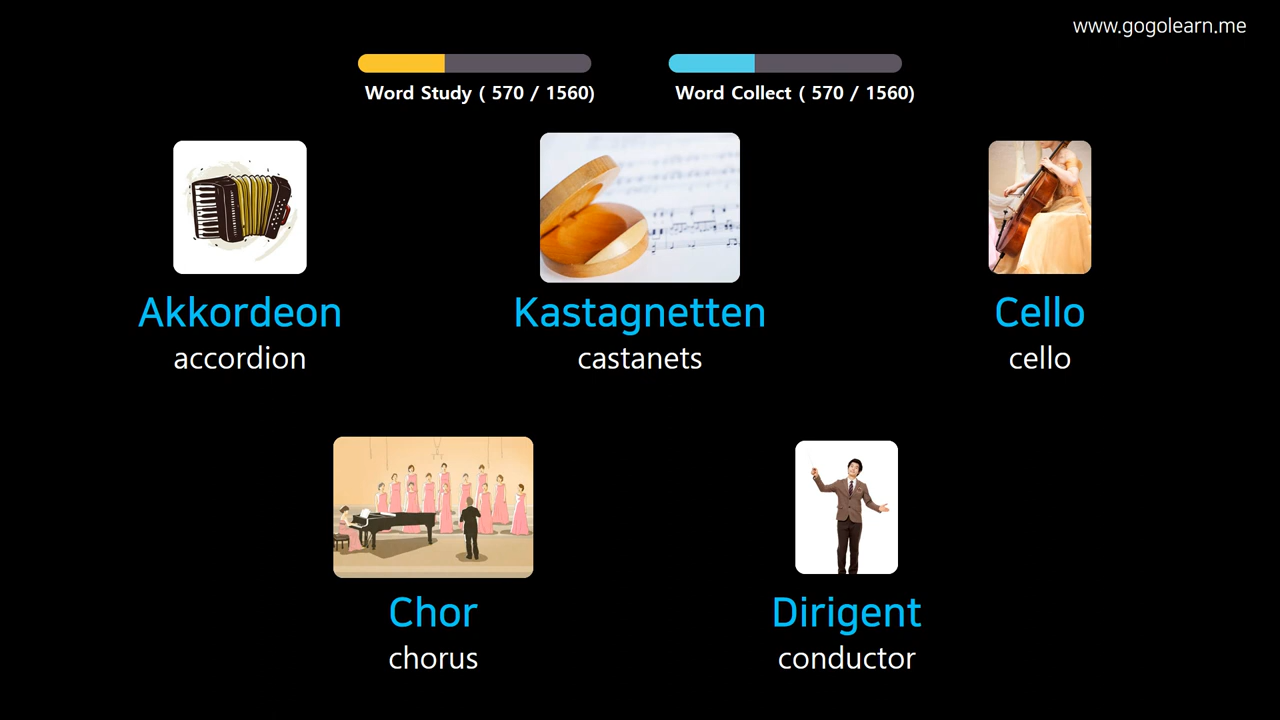 www.gogolearn.me
Word Study ( 570 / 1560)
Word Collect ( 570 / 1560)
Akkordeon
accordion
Kastagnetten
castanets
Cello
cello
Chor
chorus
Dirigent
conductor